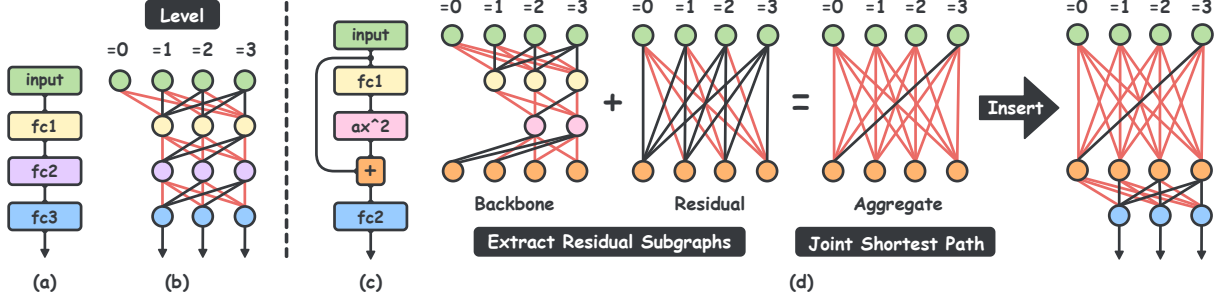 Level
=0 =1 =2 =3
input
fc1
fc2
fc3
(a)
(b)
input
fc1
ax^2
+
fc2
(c)
=0 =1 =2 =3
+
=0 =1 =2 =3
=
=0 =1 =2 =3
Insert
=0 =1 =2 =3
Backbone
Residual
Aggregate
Extract Residual Subgraphs
Joint Shortest Path
(d)